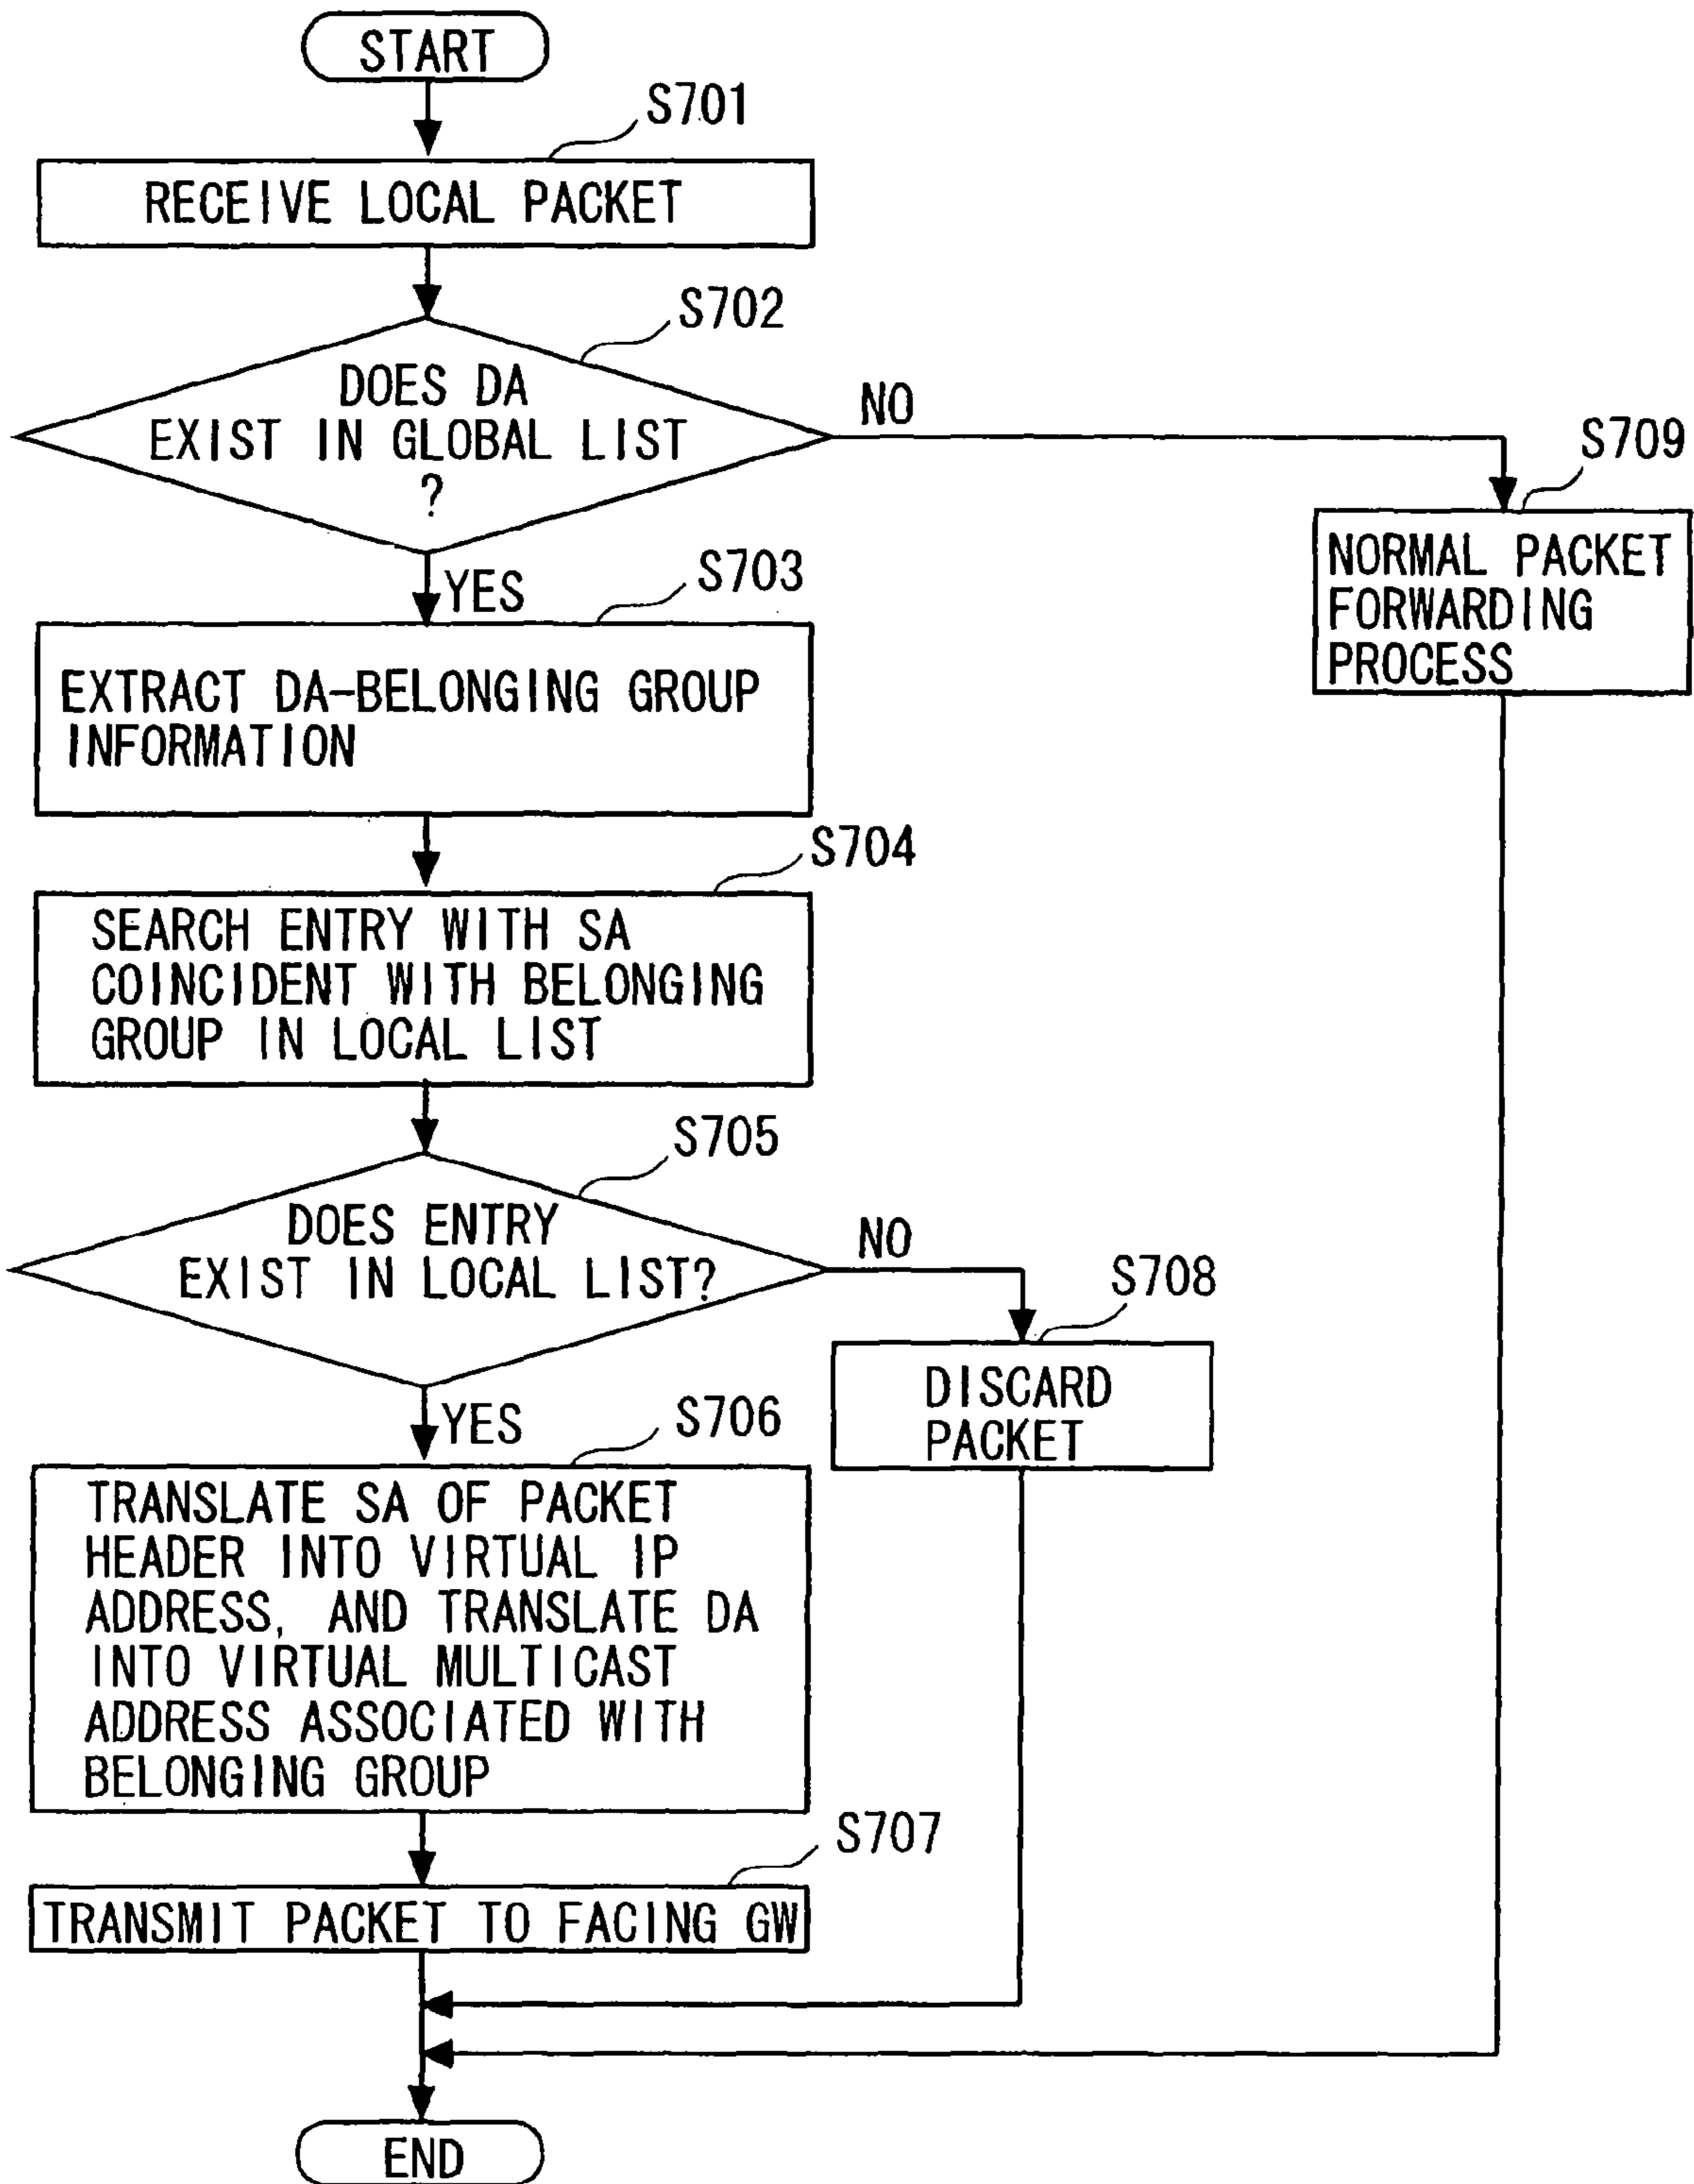 START
S701
RECEIVE LOCAL PACKET
S702
DOES DA
EXIST IN GLOBAL LIST
?
NO
S709
NORMAL PACKET
FORWARDING
PROCESS
YES
S703
EXTRACT DA-BELONGING GROUP
INFORMATION
S704
SEARCH ENTRY WITH SA
COINCIDENT WITH BELONGING
GROUP IN LOCAL LIST
S705
DOES ENTRY
EXIST IN LOCAL LIST?
NO
S708
DISCARD
PACKET
YES
S706
TRANSLATE SA OF PACKET
HEADER INTO VIRTUAL IP
ADDRESS, AND TRANSLATE DA
INTO VIRTUAL MULTICAST
ADDRESS ASSOCIATED WITH
BELONGING GROUP
S707
TRANSMIT PACKET TO FACING GW
END